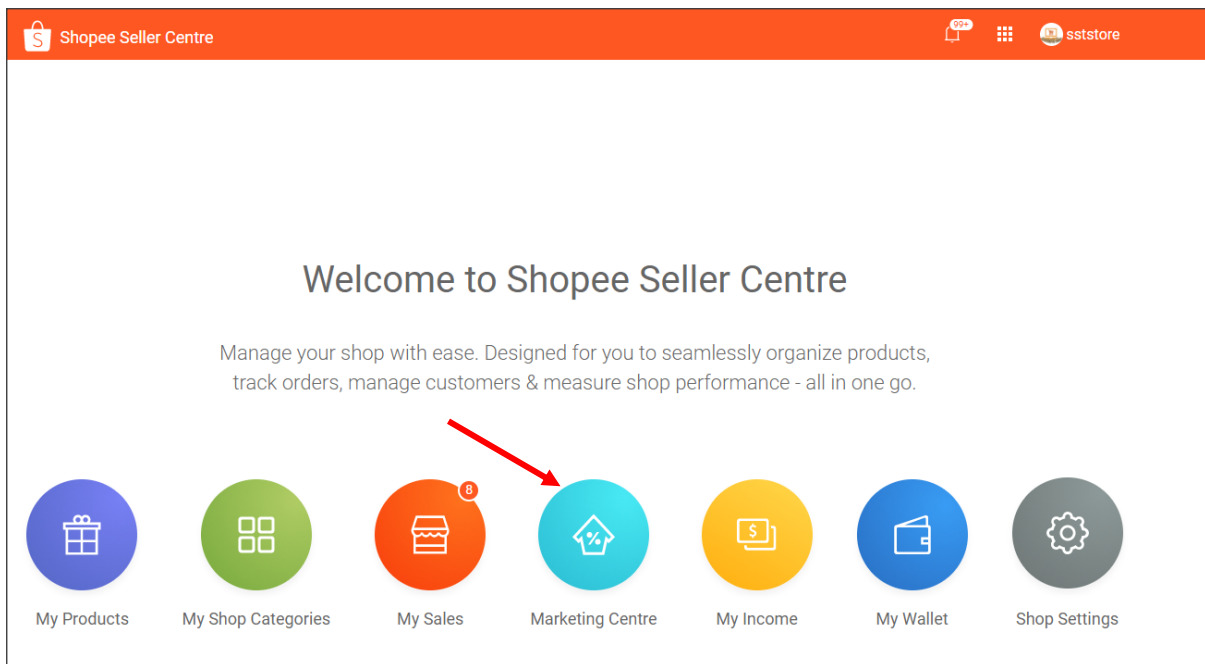 S Shopee Seller Centre
99+
sststore
Welcome to Shopee Seller Centre
Manage your shop with ease. Designed for you to seamlessly organize products,
track orders, manage customers & measure shop performance - all in one go.
8
%
$
My Products
My Shop Categories
My Sales
Marketing Centre
My Income
My Wallet
Shop Settings